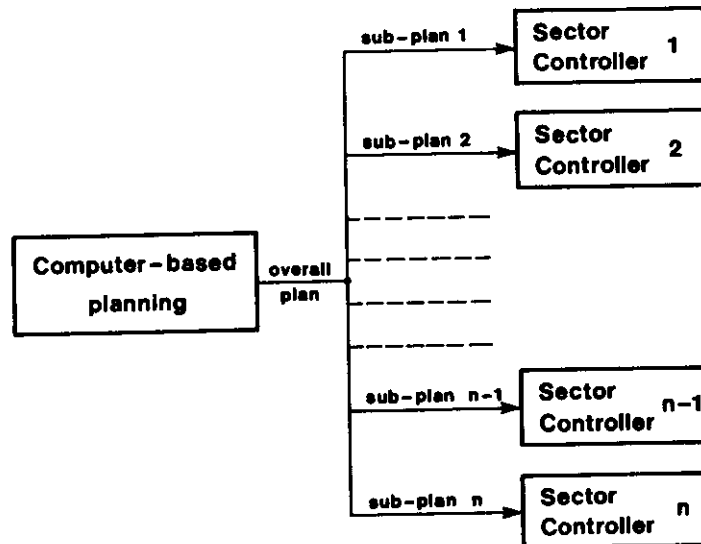 sub-plan 1
Sector
Controller 1
sub-plan 2
Sector
Controller 2
Computer-based
planning
overall
plan
sub-plan n-1
Sector
Controller n-1
sub-plan n
Sector
Controller n